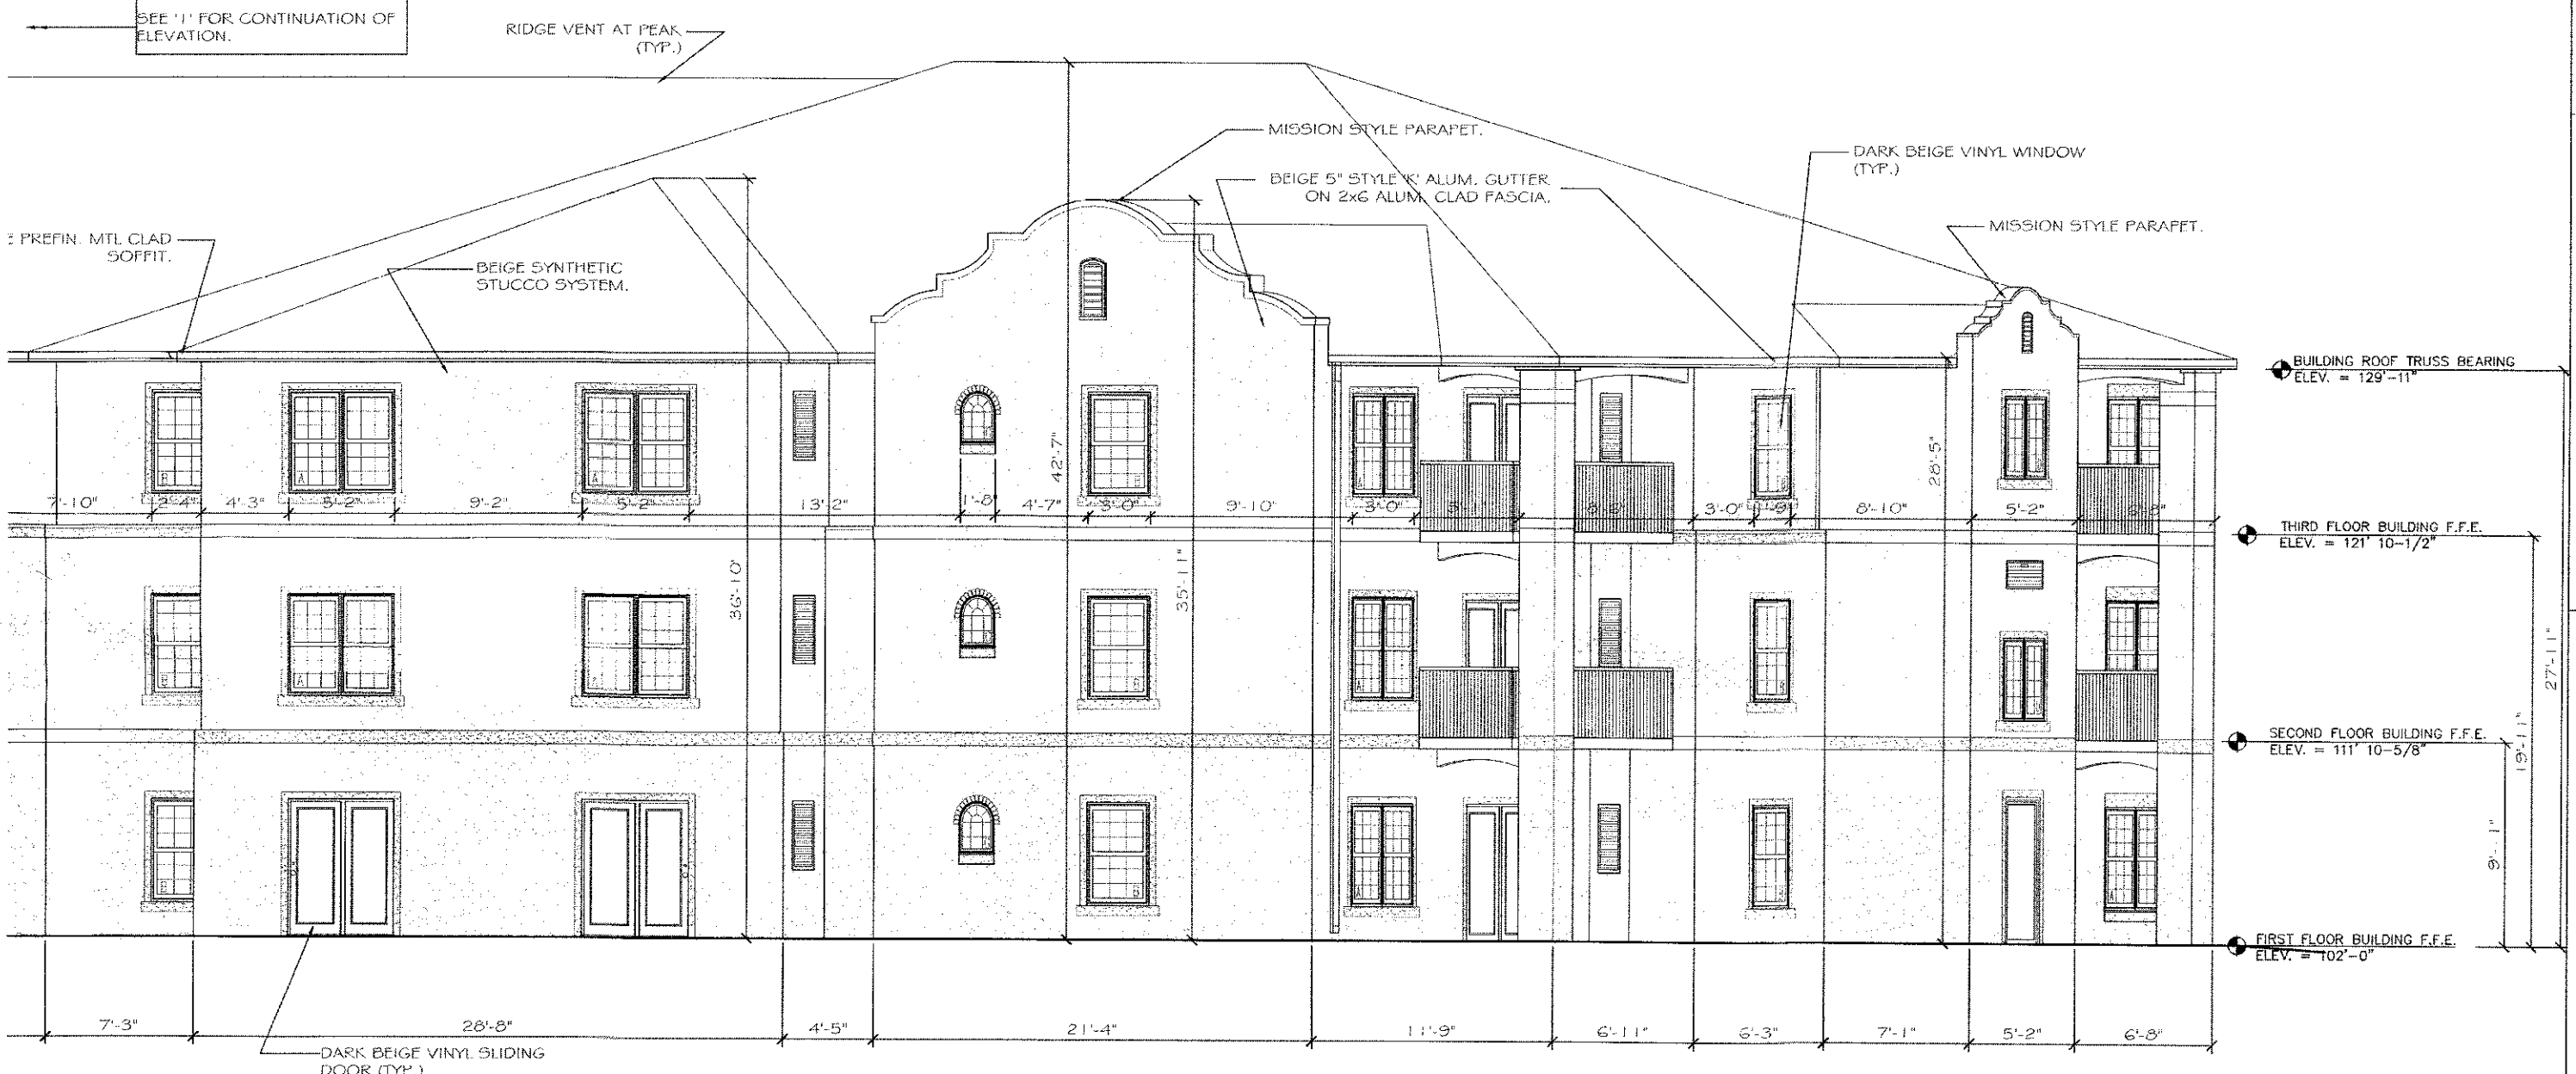 SEE '1' FOR CONTINUATION OF
ELEVATION.
RIDGE VENT AT PEAK
(TYP.)
MISSION STYLE PARAPET.
DARK BEIGE VINYL WINDOW
(TYP.)
BEIGE 5" STYLE 'K' ALUM. GUTTER
ON 2x6 ALUM. CLAD FASCIA.
MISSION STYLE PARAPET.
PREFIN. MTL CLAD
SOFFIT.
BEIGE SYNTHETIC
STUCCO SYSTEM.
BUILDING ROOF TRUSS BEARING
ELEV. = 129'-11"
42'-7"
28'-5"
7'-10" 2'-4" 4'-3" 5'-2" 9'-2" 5'-2" 13'-2" 1'-8" 4'-7" 3'-0" 9'-10" 3'-0" 3'-0" 8'-10" 5'-2"
THIRD FLOOR BUILDING F.F.E.
ELEV. = 121' 10-1/2"
36'-10"
35'-11"
27'-11"
SECOND FLOOR BUILDING F.F.E.
ELEV. = 111' 10-5/8"
19'-11"
9'-1"
FIRST FLOOR BUILDING F.F.E.
ELEV. = 102'-0"
7'-3" 28'-8" 4'-5" 21'-4" 11'-9" 6'-11" 6'-3" 7'-1" 5'-2" 6'-8"
DARK BEIGE VINYL SLIDING
DOOR (TYP.)